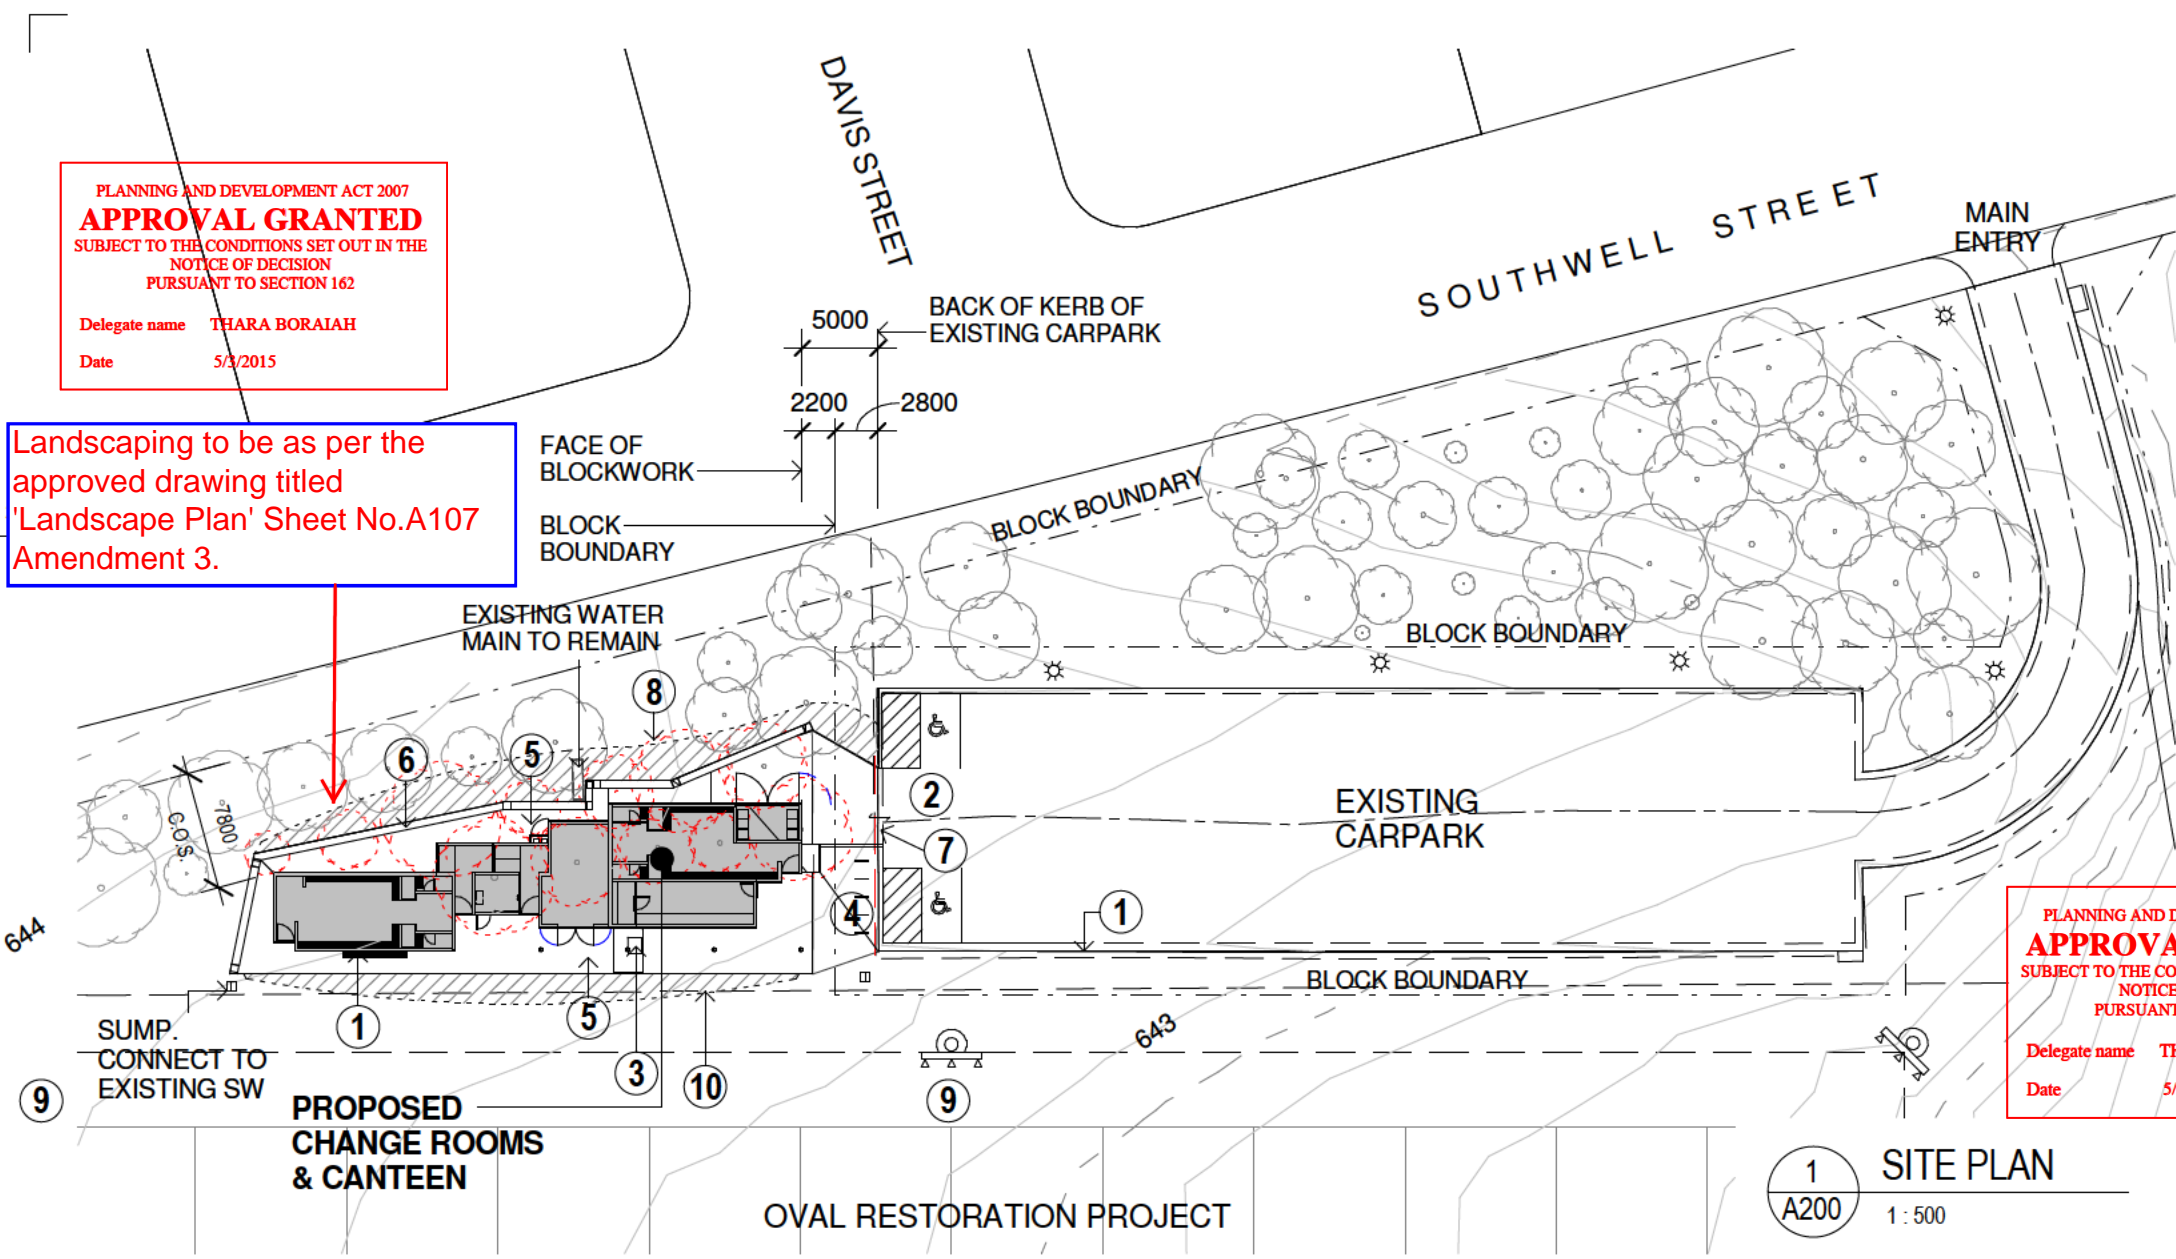 DAVIS STREET
SOUTHWELL STREET
MAIN
ENTRY
PLANNING AND DEVELOPMENT ACT 2007
APPROVAL GRANTED
SUBJECT TO THE CONDITIONS SET OUT IN THE
NOTICE OF DECISION
PURSUANT TO SECTION 162
Delegate name THARA BORAIAH
Date 5/3/2015
5000
BACK OF KERB OF
EXISTING CARPARK
2200
2800
Landscaping to be as per the
approved drawing titled
'Landscape Plan' Sheet No.A107
Amendment 3.
FACE OF
BLOCKWORK
BLOCK
BOUNDARY
BLOCK BOUNDARY
EXISTING WATER
MAIN TO REMAIN
BLOCK BOUNDARY
8
6
5
2
7
4
1
7800
C.O.S.
EXISTING
CARPARK
644
BLOCK BOUNDARY
643
1
5
3
10
9
9
SUMP.
CONNECT TO
EXISTING SW
PROPOSED
CHANGE ROOMS
& CANTEEN
OVAL RESTORATION PROJECT
PLANNING AND D
APPROVA
SUBJECT TO THE CO
NOTICE
PURSUANT
Delegate name
Date 5/
1
A200
SITE PLAN
1 : 500